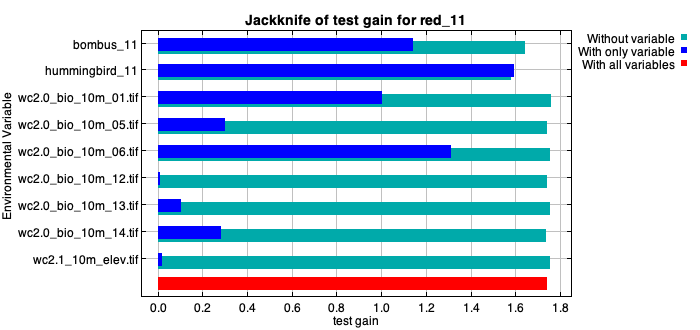 Jackknife of test gain for red_11
Without variable
With only variable
With all variables
Environmental Variable
bombus_11
hummingbird_11
wc2.0_bio_10m_01.tif
wc2.0_bio_10m_05.tif
wc2.0_bio_10m_06.tif
wc2.0_bio_10m_12.tif
wc2.0_bio_10m_13.tif
wc2.0_bio_10m_14.tif
wc2.1_10m_elev.tif
0.0 0.2 0.4 0.6 0.8 1.0 1.2 1.4 1.6 1.8
test gain